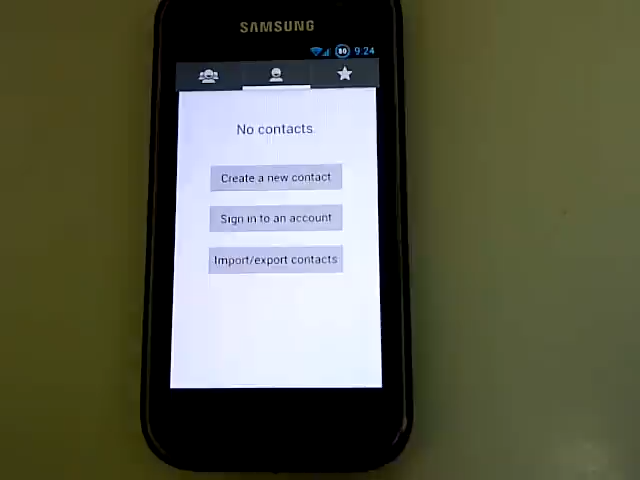 SAMSUNG
80 9:24
No contacts.
Create a new contact
Sign in to an account
Import/export contacts